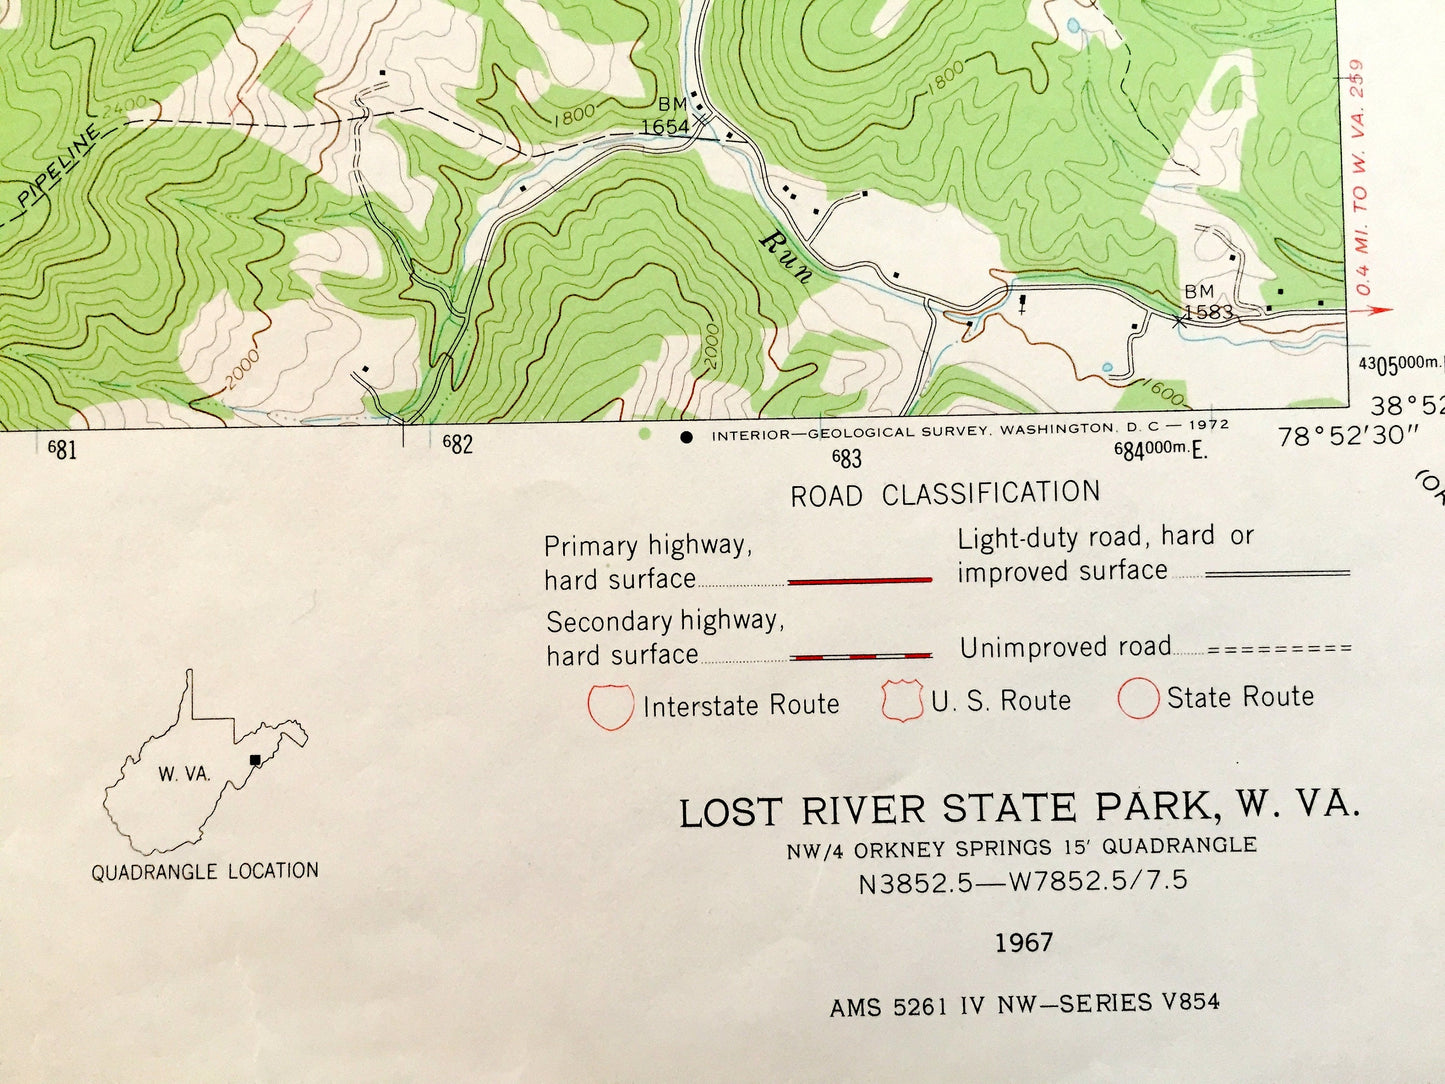 1800
0.4 MI. TO W. VA. 259
2400
BM
1654
1800
PIPELINE
Run
BM
1583
2000
2000
1600
4305000m.
38°52
681
682
683
684000m.E.
78°52′30″
INTERIOR—GEOLOGICAL SURVEY, WASHINGTON, D. C — 1972
ROAD CLASSIFICATION
Primary highway,
hard surface
Light-duty road, hard or
improved surface
Secondary highway,
hard surface
Unimproved road
Interstate Route
U. S. Route
State Route
W. VA.
QUADRANGLE LOCATION
LOST RIVER STATE PARK, W. VA.
NW/4 ORKNEY SPRINGS 15′ QUADRANGLE
N3852.5—W7852.5/7.5
1967
AMS 5261 IV NW—SERIES V854